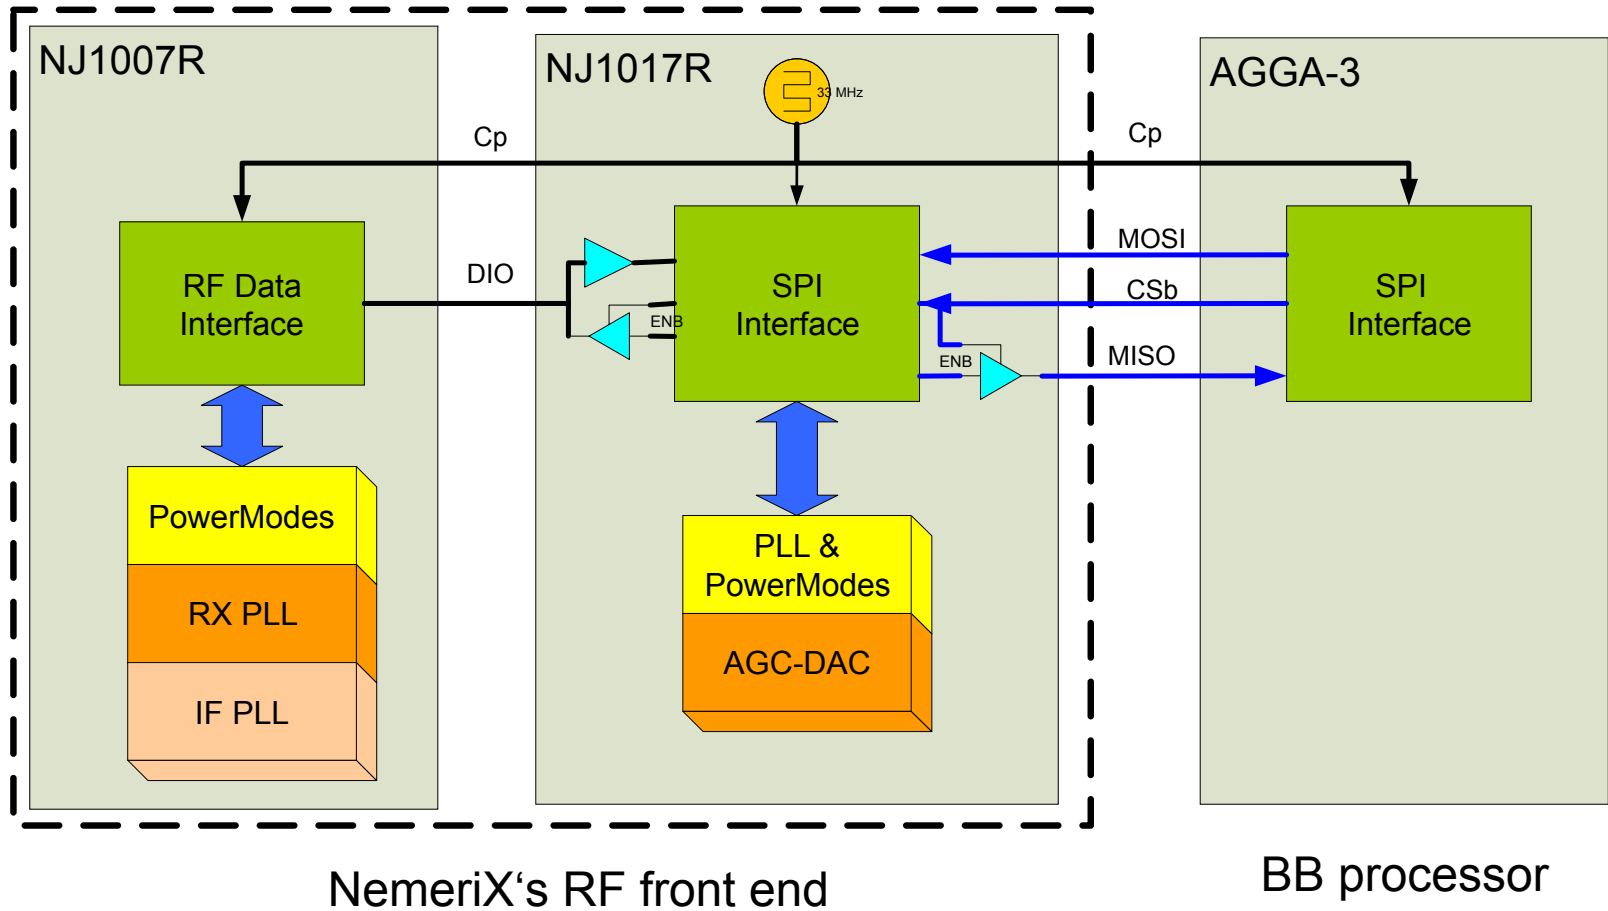 NJ1007R
NJ1017R
AGGA-3
33 MHz
Cp
Cp
RF Data
Interface
DIO
ENB
SPI
Interface
MOSI
CSb
MISO
ENB
SPI
Interface
PowerModes
RX PLL
IF PLL
PLL &
PowerModes
AGC-DAC
NemeriX‘s RF front end
BB processor